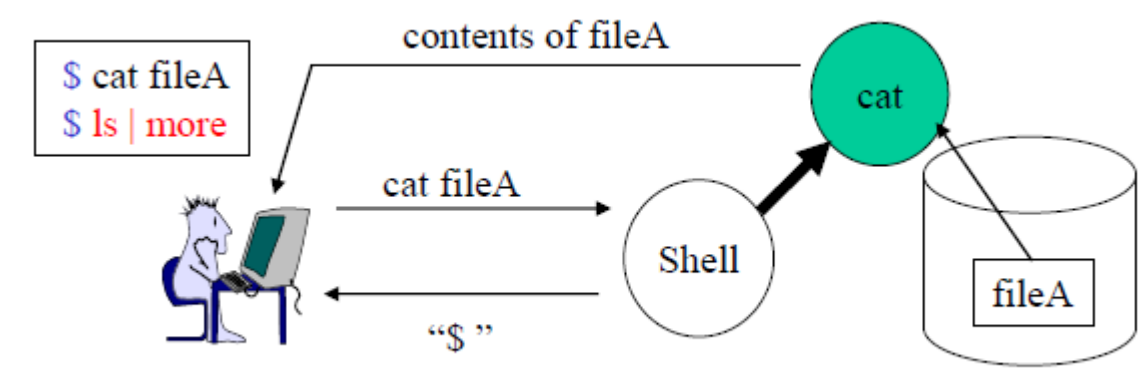 contents of fileA
$ cat fileA
$ ls | more
cat
cat fileA
Shell
fileA
“$ ”